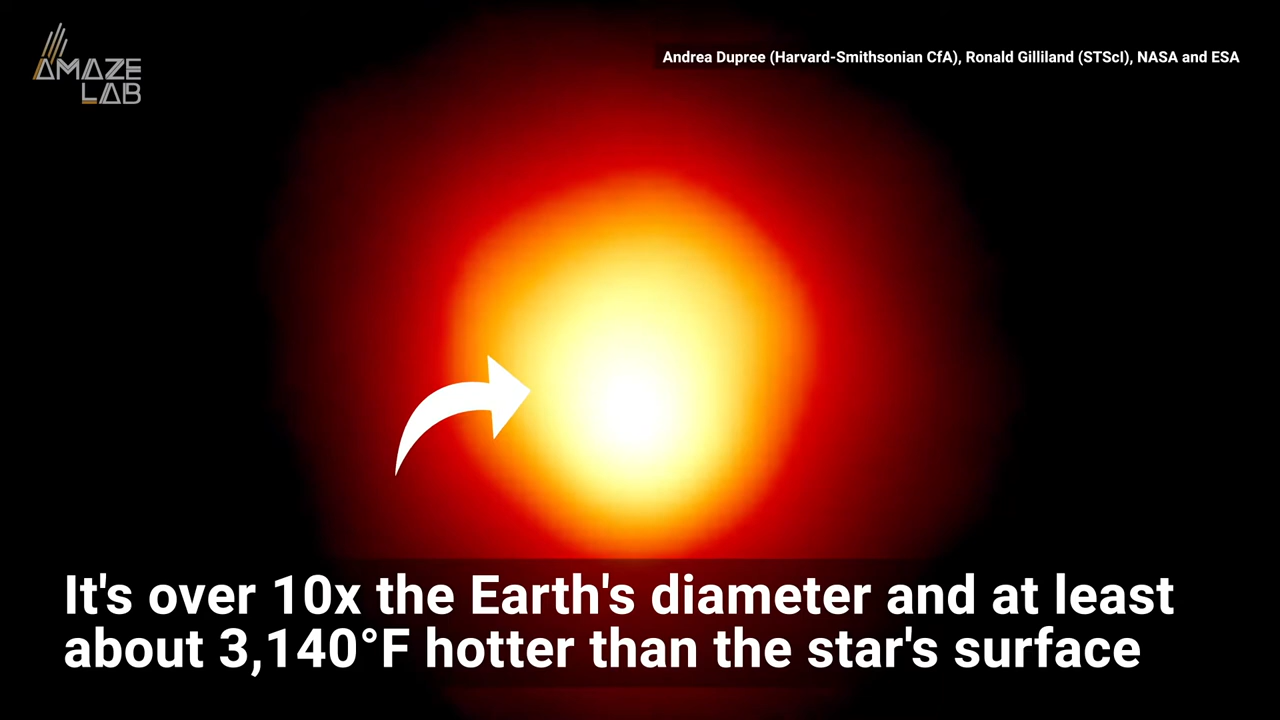 AMAZE
LAB
Andrea Dupree (Harvard-Smithsonian CfA), Ronald Gilliland (STScI), NASA and ESA
It's over 10x the Earth's diameter and at least
about 3,140°F hotter than the star's surface